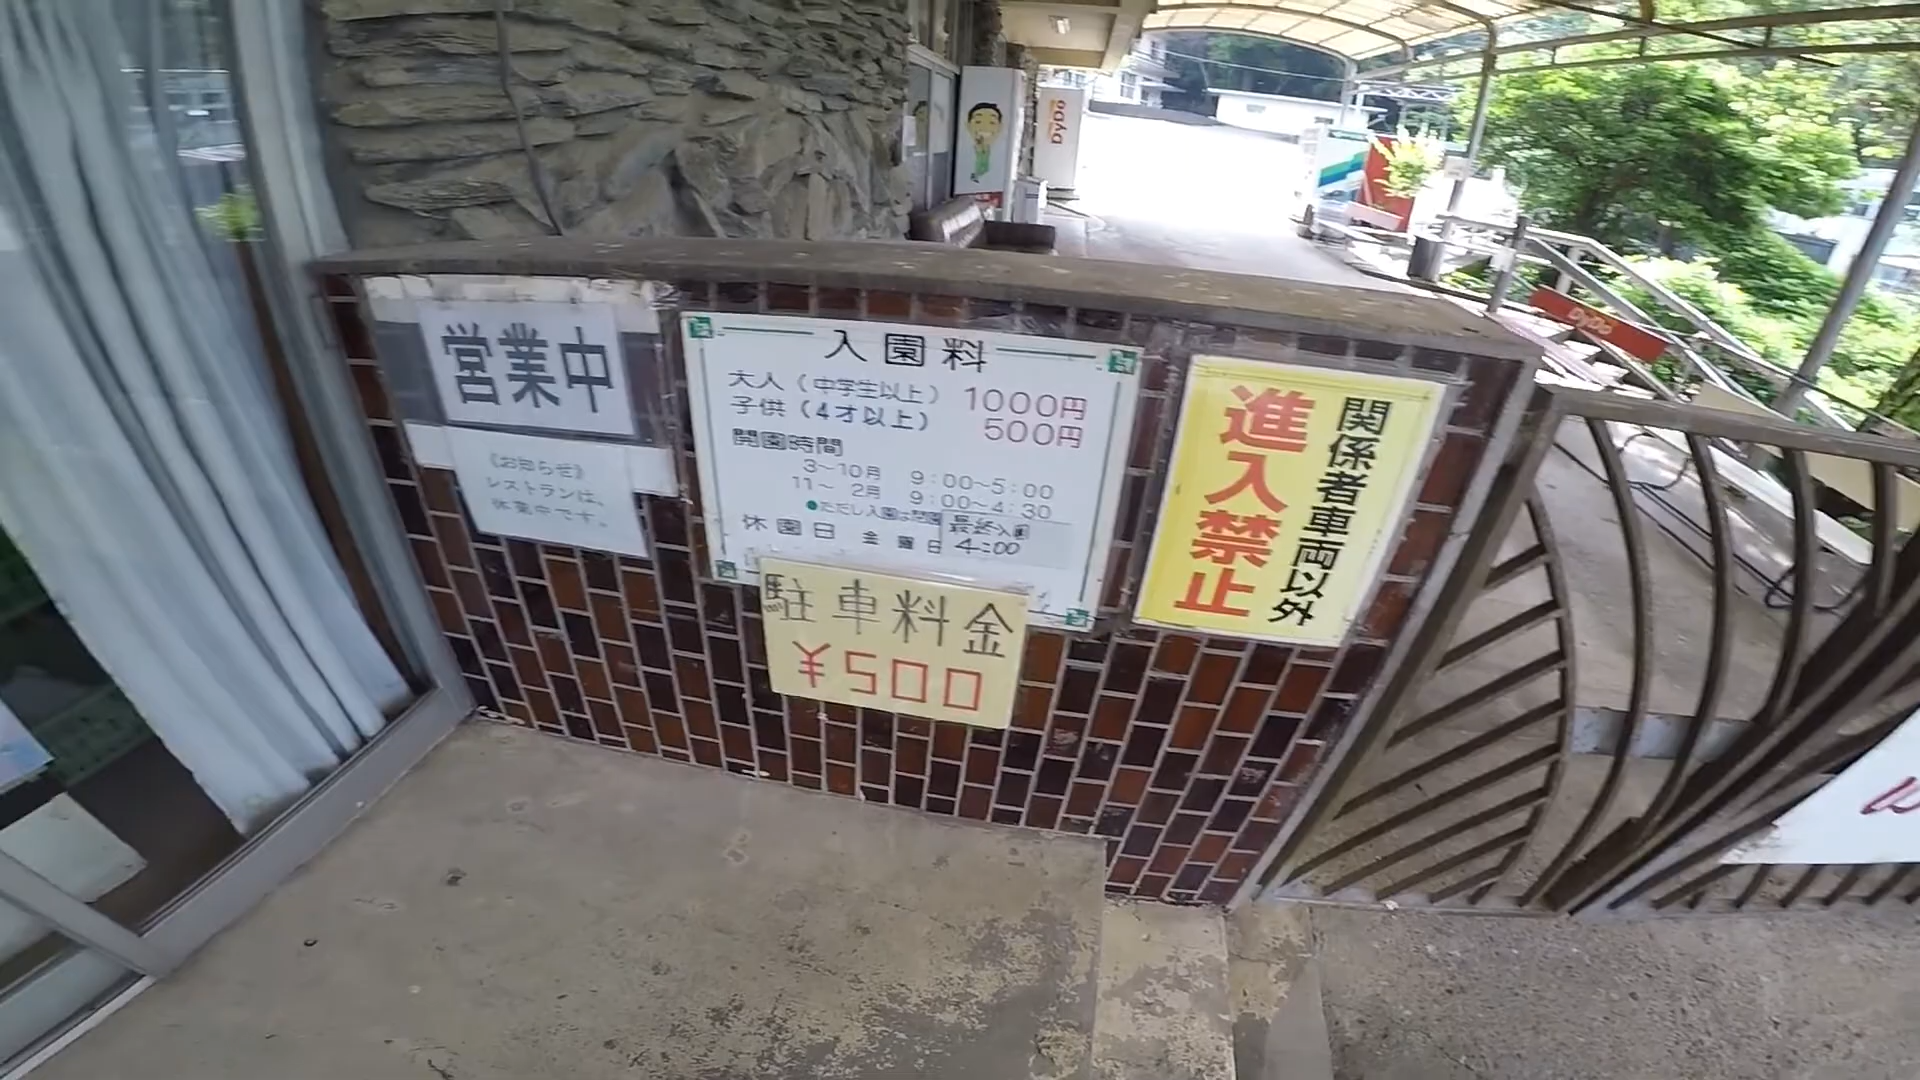 営業中
《お知らせ》
レストランは、
休業中です。
入園料
大人（中学生以上） 1000円
子供（4才以上） 500円
開園時間
3～10月 9:00～5:00
11～2月 9:00～4:30
●ただし入園は閉園
最終入園
4:00
休園日 金曜日
駐車料金
¥500
関係者車両以外
進入禁止
DyDo
DyDo